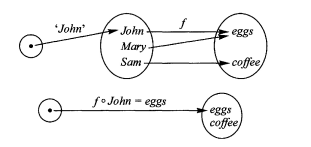 ‘John’
John
f
eggs
Mary
Sam
coffee
f ∘ John = eggs
eggs
coffee